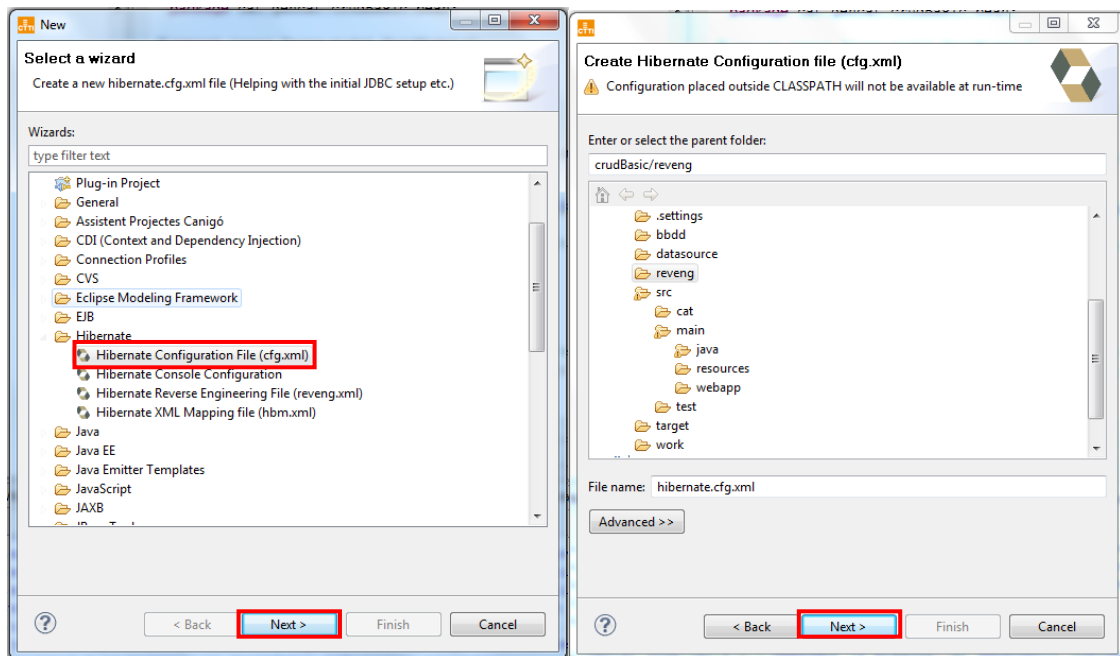 New
Select a wizard
Create a new hibernate.cfg.xml file (Helping with the initial JDBC setup etc.)
Wizards:
type filter text
Plug-in Project
General
Assistent Projectes Canigó
CDI (Context and Dependency Injection)
Connection Profiles
CVS
Eclipse Modeling Framework
EJB
Hibernate
Hibernate Configuration File (cfg.xml)
Hibernate Console Configuration
Hibernate Reverse Engineering File (reveng.xml)
Hibernate XML Mapping file (hbm.xml)
Java
Java EE
Java Emitter Templates
JavaScript
JAXB
< Back
Next >
Finish
Cancel
Create Hibernate Configuration file (cfg.xml)
Configuration placed outside CLASSPATH will not be available at run-time
Enter or select the parent folder:
crudBasic/reveng
.settings
bbdd
datasource
reveng
src
cat
main
java
resources
webapp
test
target
work
File name: hibernate.cfg.xml
Advanced >>
< Back
Next >
Finish
Cancel